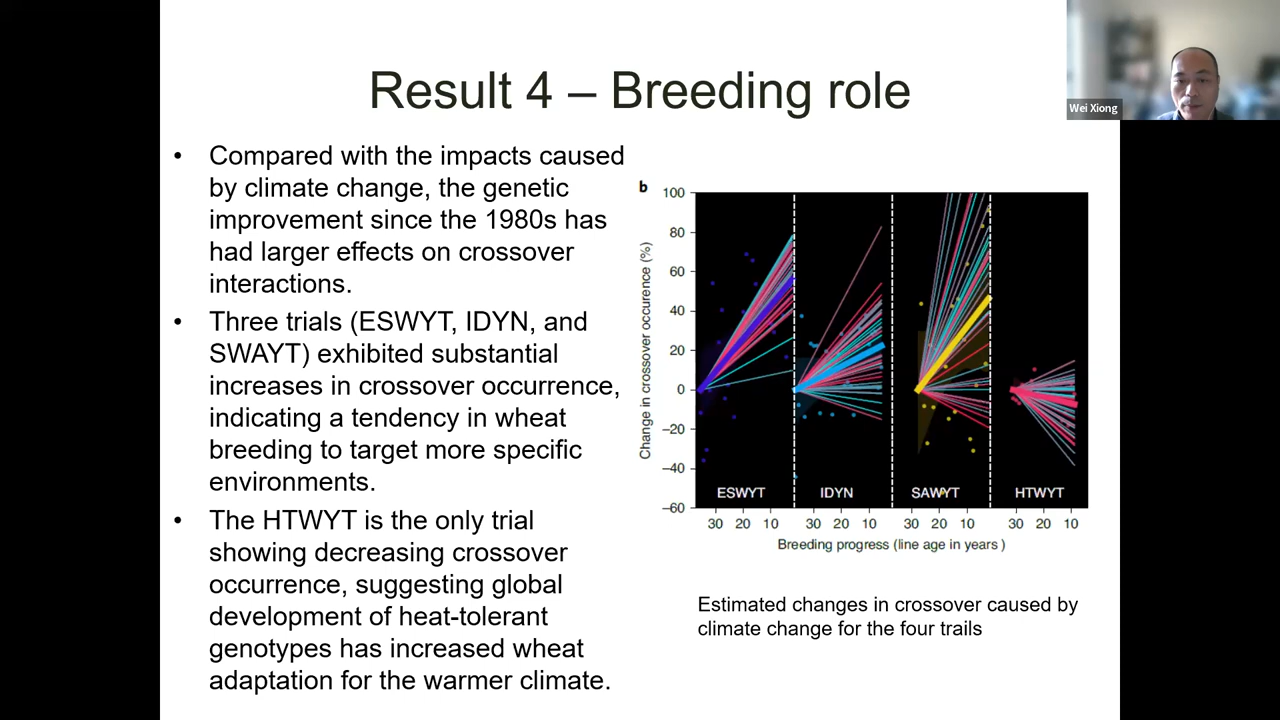 Wei Xiong
Result 4 – Breeding role
• Compared with the impacts caused
by climate change, the genetic
improvement since the 1980s has
had larger effects on crossover
interactions.
• Three trials (ESWYT, IDYN, and
SWAYT) exhibited substantial
increases in crossover occurrence,
indicating a tendency in wheat
breeding to target more specific
environments.
• The HTWYT is the only trial
showing decreasing crossover
occurrence, suggesting global
development of heat-tolerant
genotypes has increased wheat
adaptation for the warmer climate.
b
Change in crossover occurence (%)
100
80
60
40
20
0
–20
–40
–60
ESWYT IDYN SAWYT HTWYT
30 20 10 30 20 10 30 20 10 30 20 10
Breeding progress (line age in years )
Estimated changes in crossover caused by
climate change for the four trails